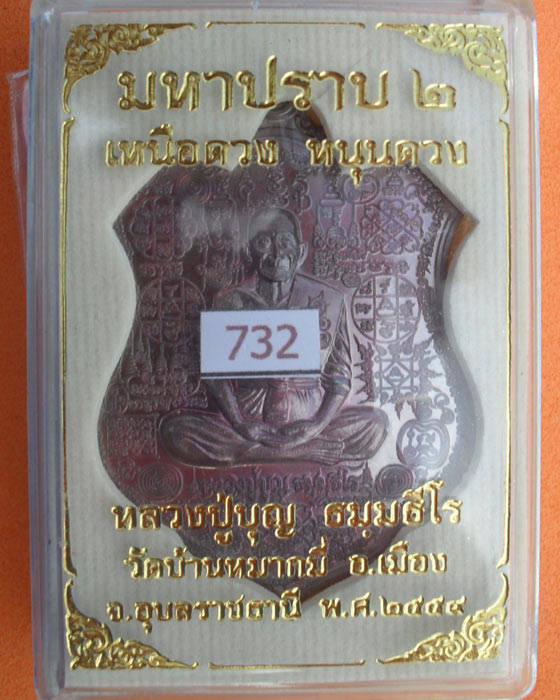 มหาปราบ ๒
เหนือดวง หนุนดวง
732
หลวงปู่บุญ ธมฺมธีโร
วัดบ้านหมากมี่ อ.เมือง
จ.อุบลราชธานี พ.ศ.๒๕๕๔